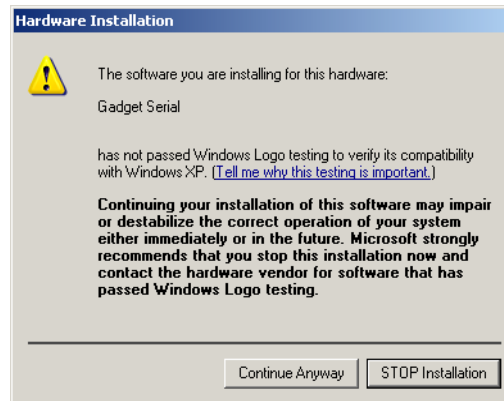 Hardware Installation
The software you are installing for this hardware:
Gadget Serial
has not passed Windows Logo testing to verify its compatibility
with Windows XP. (Tell me why this testing is important.)
Continuing your installation of this software may impair
or destabilize the correct operation of your system
either immediately or in the future. Microsoft strongly
recommends that you stop this installation now and
contact the hardware vendor for software that has
passed Windows Logo testing.
Continue Anyway
STOP Installation